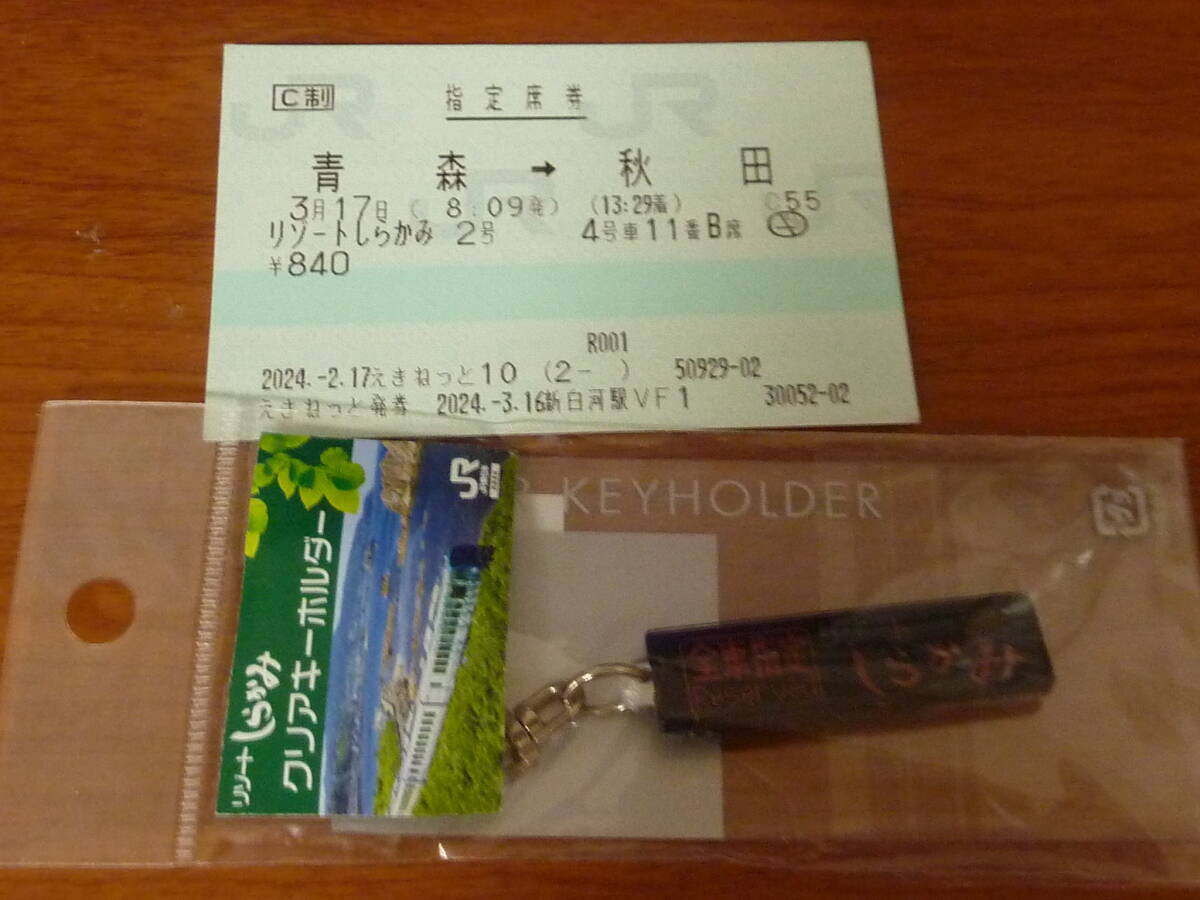 C制 指定席券
青森 → 秋田
3月17日( 8:09発) (13:29着) C55
リゾートしらかみ 2号 4号車11番B席
¥840
R001
2024.-2.17えきねっと10 (2- ) 50929-02
えきねっと発券 2024.-3.16新白河駅VF1 30052-02
JR
リゾートしらかみ
クリアキーホルダー
R KEYHOLDER
プラ